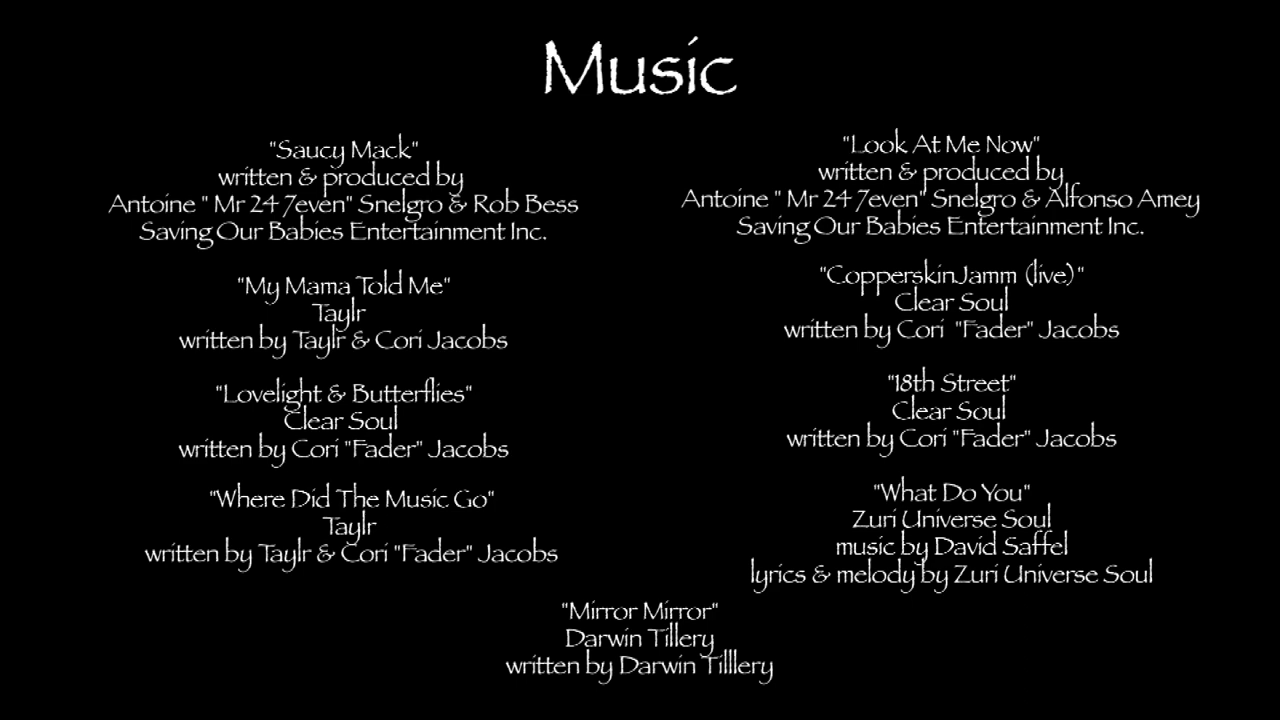 Music
"Saucy Mack"
written & produced by
Antoine " Mr 24 7even" Snelgro & Rob Bess
Saving Our Babies Entertainment Inc.
"My Mama Told Me"
Taylr
written by Taylr & Cori Jacobs
"Lovelight & Butterflies"
Clear Soul
written by Cori "Fader" Jacobs
"Where Did The Music Go"
Taylr
written by Taylr & Cori "Fader" Jacobs
"Look At Me Now"
written & produced by
Antoine " Mr 24 7even" Snelgro & Alfonso Amey
Saving Our Babies Entertainment Inc.
"CopperskinJamm (live)"
Clear Soul
written by Cori "Fader" Jacobs
"18th Street"
Clear Soul
written by Cori "Fader" Jacobs
"What Do You"
Zuri Universe Soul
music by David Saffel
lyrics & melody by Zuri Universe Soul
"Mirror Mirror"
Darwin Tillery
written by Darwin Tilllery